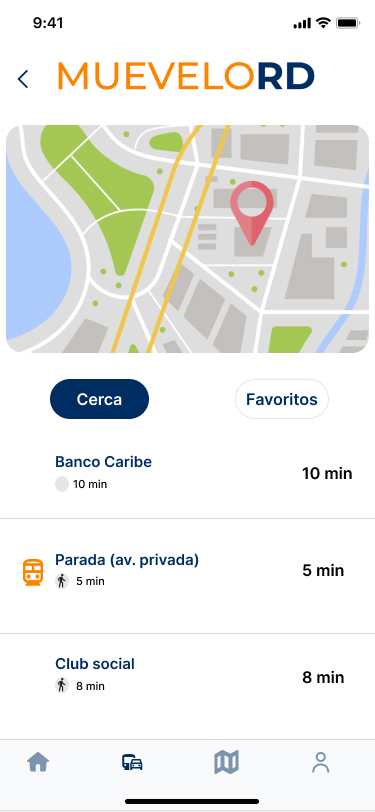 9:41
MUEVELORD
Cerca
Favoritos
Banco Caribe
10 min
10 min
Parada (av. privada)
5 min
5 min
Club social
8 min
8 min